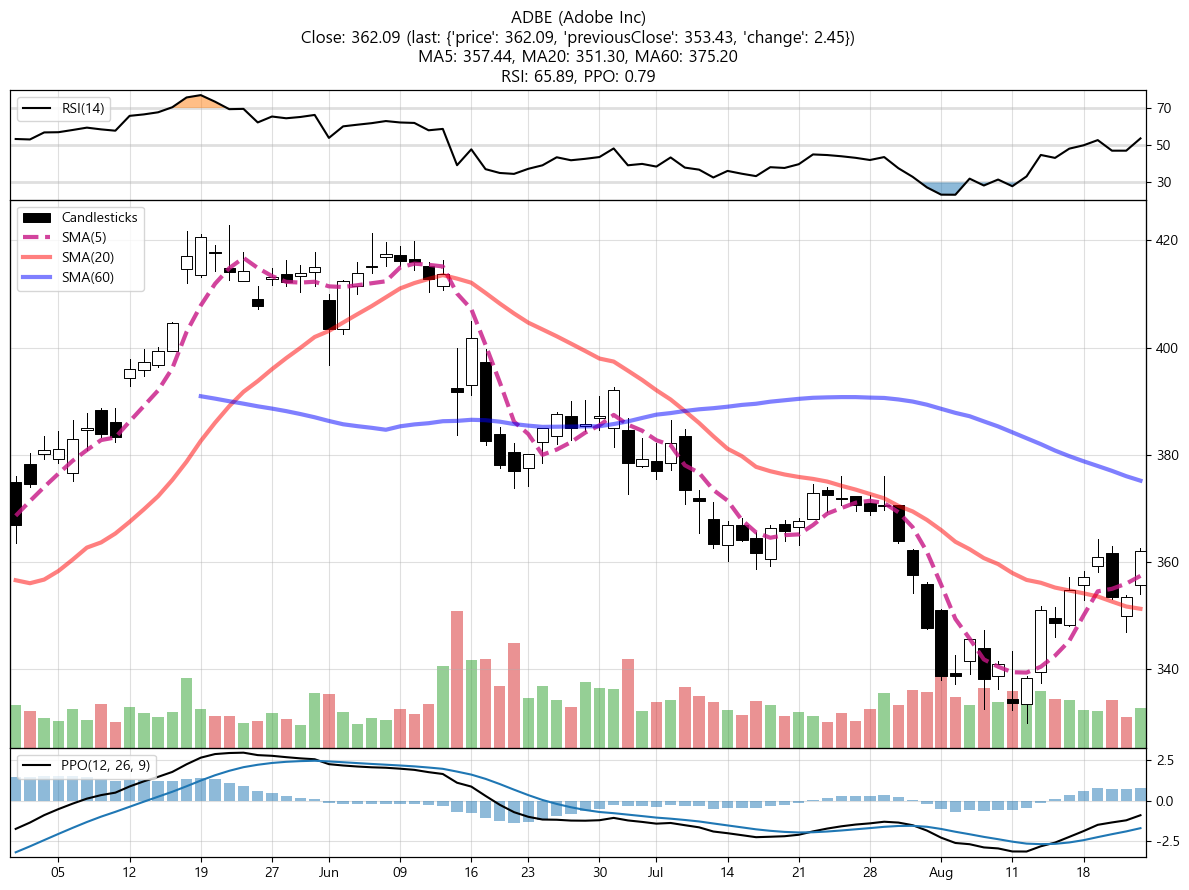 ADBE (Adobe Inc)
Close: 362.09 (last: {'price': 362.09, 'previousClose': 353.43, 'change': 2.45})
MA5: 357.44, MA20: 351.30, MA60: 375.20
RSI: 65.89, PPO: 0.79
RSI(14)
70
50
30
Candlesticks
SMA(5)
SMA(20)
SMA(60)
420
400
380
360
340
PPO(12, 26, 9)
2.5
0.0
−2.5
05 12 19 27 Jun 09 16 23 30 Jul 14 21 28 Aug 11 18